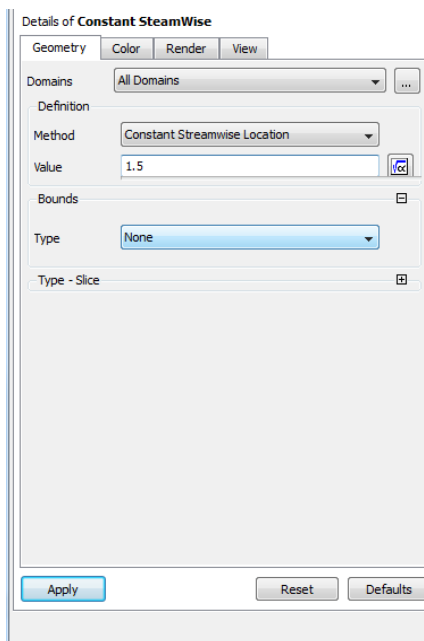 Details of Constant SteamWise
Geometry Color Render View
Domains All Domains ...
Definition
Method Constant Streamwise Location
Value 1.5
Bounds
Type None
Type - Slice
Apply Reset Defaults